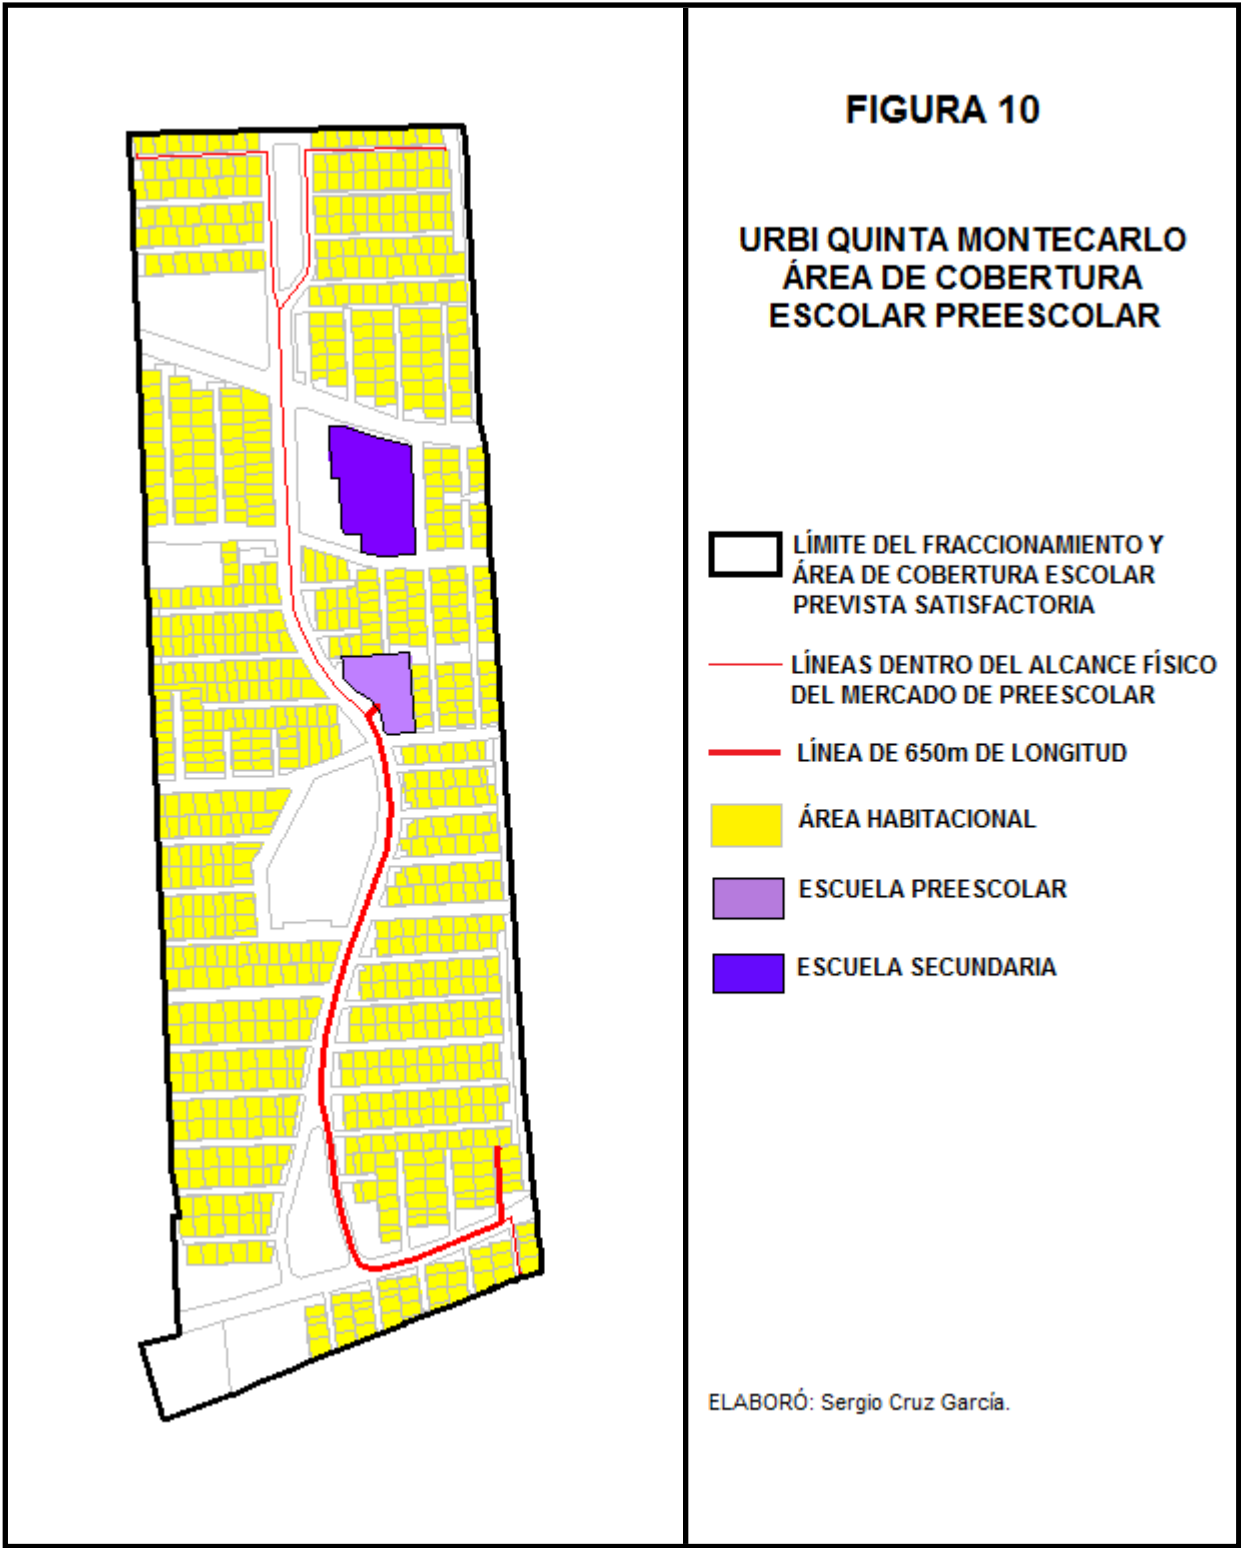 FIGURA 10
URBI QUINTA MONTECARLO
ÁREA DE COBERTURA
ESCOLAR PREESCOLAR
LÍMITE DEL FRACCIONAMIENTO Y
ÁREA DE COBERTURA ESCOLAR
PREVISTA SATISFACTORIA
LÍNEAS DENTRO DEL ALCANCE FÍSICO
DEL MERCADO DE PREESCOLAR
LÍNEA DE 650m DE LONGITUD
ÁREA HABITACIONAL
ESCUELA PREESCOLAR
ESCUELA SECUNDARIA
ELABORÓ: Sergio Cruz García.